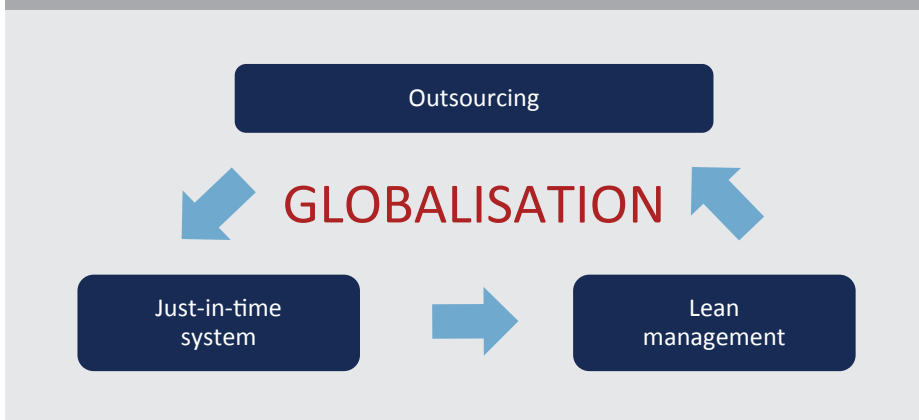 Outsourcing
GLOBALISATION
Just-in-time
system
Lean
management